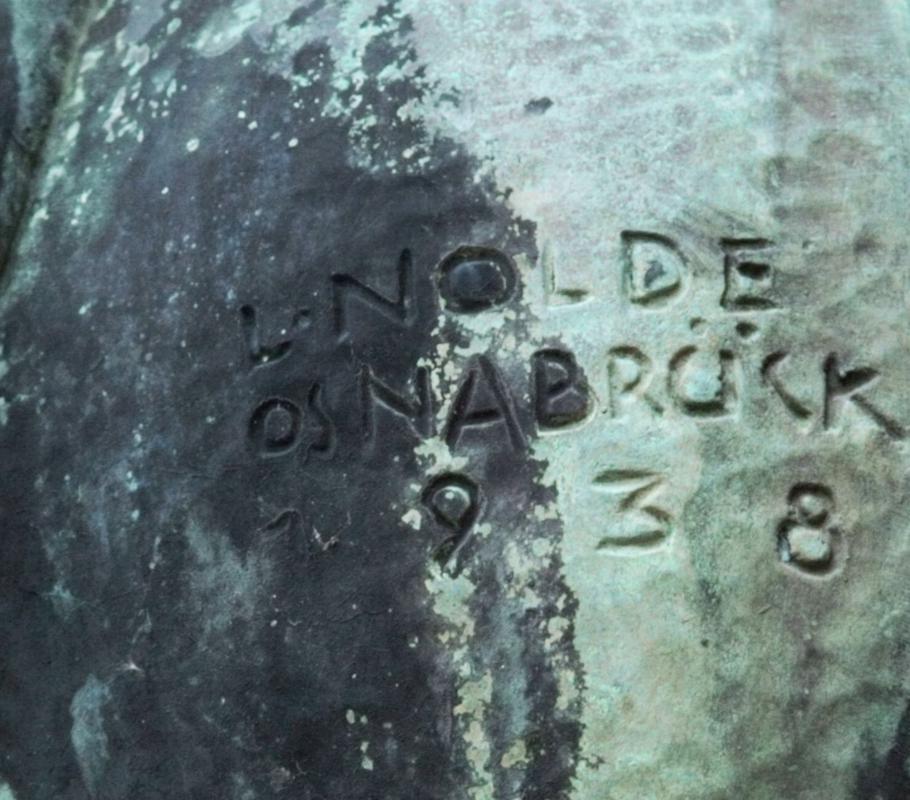 L. NOLDE
OSNABRÜCK
1938